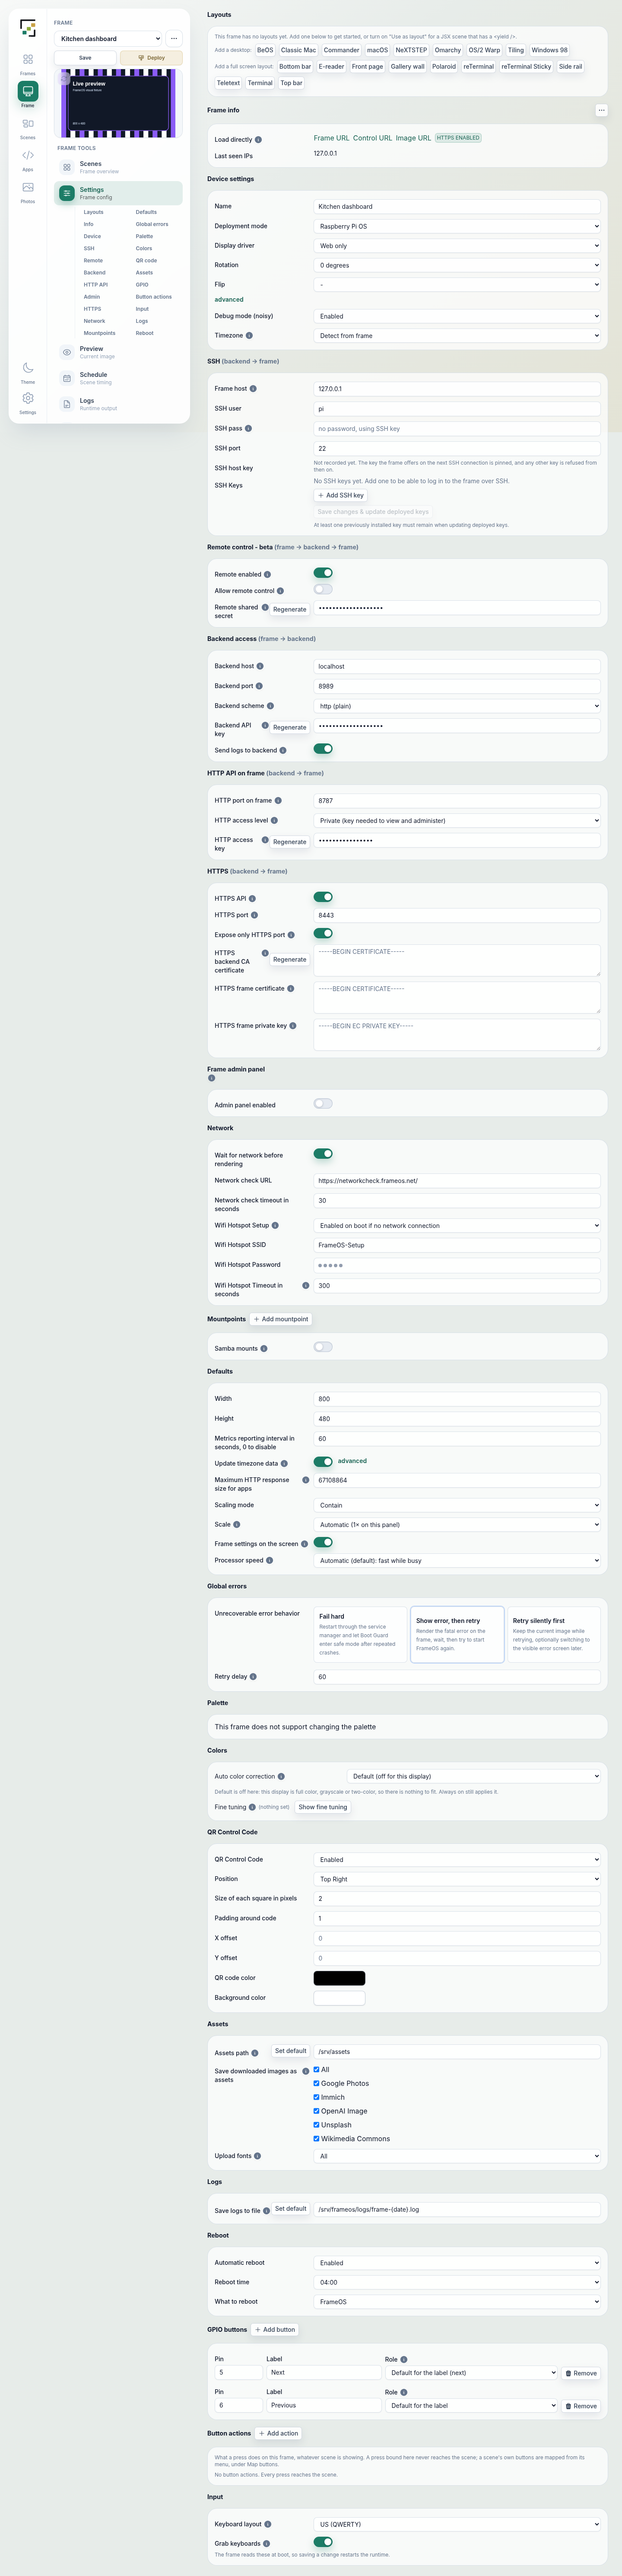 FRAME
Kitchen dashboard
Save
Deploy
Live preview
FRAME TOOLS
Frames
Frame
Scenes
Apps
Photos
Theme
Settings
Scenes
Frame overview
Settings
Frame config
Layouts
Defaults
Info
Global errors
Device
Palette
SSH
Colors
Remote
QR code
Backend
Assets
HTTP API
GPIO
Admin
Button actions
HTTPS
Input
Network
Logs
Mountpoints
Reboot
Preview
Current image
Schedule
Scene timing
Logs
Runtime output
Layouts
This frame has no layouts yet. Add one below to get started, or turn on "Use as layout" for a JSX scene that has a <yield />.
Add a desktop: BeOS Classic Mac Commander macOS NeXTSTEP Omarchy OS/2 Warp Tiling Windows 98
Add a full screen layout: Bottom bar E-reader Front page Gallery wall Polaroid reTerminal reTerminal Sticky Side rail
Teletext Terminal Top bar
Frame info
Load directly Frame URL Control URL Image URL HTTPS ENABLED
Last seen IPs 127.0.0.1
Device settings
Name Kitchen dashboard
Deployment mode Raspberry Pi OS
Display driver Web only
Rotation 0 degrees
Flip -
advanced
Debug mode (noisy) Enabled
Timezone Detect from frame
SSH (backend → frame)
Frame host 127.0.0.1
SSH user pi
SSH pass no password, using SSH key
SSH port 22
SSH host key Not recorded yet. The key the frame offers on the next SSH connection is pinned, and any other key is refused from
then on.
SSH Keys No SSH keys yet. Add one to be able to log in to the frame over SSH.
+ Add SSH key
Save changes & update deployed keys
At least one previously installed key must remain when updating deployed keys.
Remote control - beta (frame → backend → frame)
Remote enabled
Allow remote control
Remote shared secret Regenerate
Backend access (frame → backend)
Backend host localhost
Backend port 8989
Backend scheme http (plain)
Backend API key Regenerate
Send logs to backend
HTTP API on frame (backend → frame)
HTTP port on frame 8787
HTTP access level Private (key needed to view and administer)
HTTP access key Regenerate
HTTPS (backend → frame)
HTTPS API
HTTPS port 8443
Expose only HTTPS port
HTTPS backend CA certificate Regenerate -----BEGIN CERTIFICATE-----
HTTPS frame certificate -----BEGIN CERTIFICATE-----
HTTPS frame private key -----BEGIN EC PRIVATE KEY-----
Frame admin panel
Admin panel enabled
Network
Wait for network before rendering
Network check URL https://networkcheck.frameos.net/
Network check timeout in seconds 30
Wifi Hotspot Setup Enabled on boot if no network connection
Wifi Hotspot SSID FrameOS-Setup
Wifi Hotspot Password
Wifi Hotspot Timeout in seconds 300
Mountpoints + Add mountpoint
Samba mounts
Defaults
Width 800
Height 480
Metrics reporting interval in seconds, 0 to disable 60
Update timezone data advanced
Maximum HTTP response size for apps 67108864
Scaling mode Contain
Scale Automatic (1× on this panel)
Frame settings on the screen
Processor speed Automatic (default): fast while busy
Global errors
Unrecoverable error behavior
Fail hard
Restart through the service manager and let Boot Guard enter safe mode after repeated crashes.
Show error, then retry
Render the fatal error on the frame, wait, then try to start FrameOS again.
Retry silently first
Keep the current image while retrying, optionally switching to the visible error screen later.
Retry delay 60
Palette
This frame does not support changing the palette
Colors
Auto color correction Default (off for this display)
Default is off here: this display is full color, grayscale or two-color, so there is nothing to fit. Always on still applies it.
Fine tuning (nothing set) Show fine tuning
QR Control Code
QR Control Code Enabled
Position Top Right
Size of each square in pixels 2
Padding around code 1
X offset 0
Y offset 0
QR code color
Background color
Assets
Assets path Set default /srv/assets
Save downloaded images as assets
All
Google Photos
Immich
OpenAI Image
Unsplash
Wikimedia Commons
Upload fonts All
Logs
Save logs to file Set default /srv/frameos/logs/frame-{date}.log
Reboot
Automatic reboot Enabled
Reboot time 04:00
What to reboot FrameOS
GPIO buttons + Add button
Pin Label Role
5 Next Default for the label (next) Remove
Pin Label Role
6 Previous Default for the label Remove
Button actions + Add action
What a press does on this frame, whatever scene is showing. A press bound here never reaches the scene; a scene's own buttons are mapped from its
menu, under Map buttons.
No button actions. Every press reaches the scene.
Input
Keyboard layout US (QWERTY)
Grab keyboards
The frame reads these at boot, so saving a change restarts the runtime.